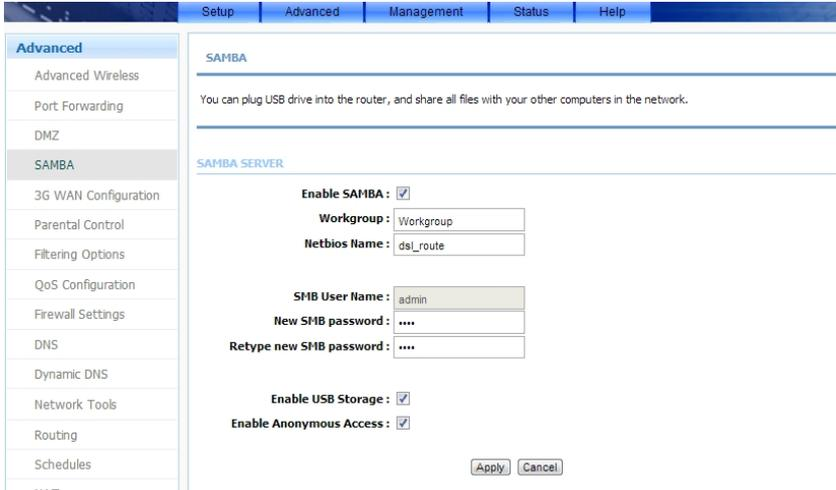 Setup Advanced Management Status Help
Advanced
Advanced Wireless
Port Forwarding
DMZ
SAMBA
3G WAN Configuration
Parental Control
Filtering Options
QoS Configuration
Firewall Settings
DNS
Dynamic DNS
Network Tools
Routing
Schedules
SAMBA
You can plug USB drive into the router, and share all files with your other computers in the network.
SAMBA SERVER
Enable SAMBA :
Workgroup : Workgroup
Netbios Name : dsl_route
SMB User Name : admin
New SMB password : ••••
Retype new SMB password : ••••
Enable USB Storage :
Enable Anonymous Access :
Apply Cancel